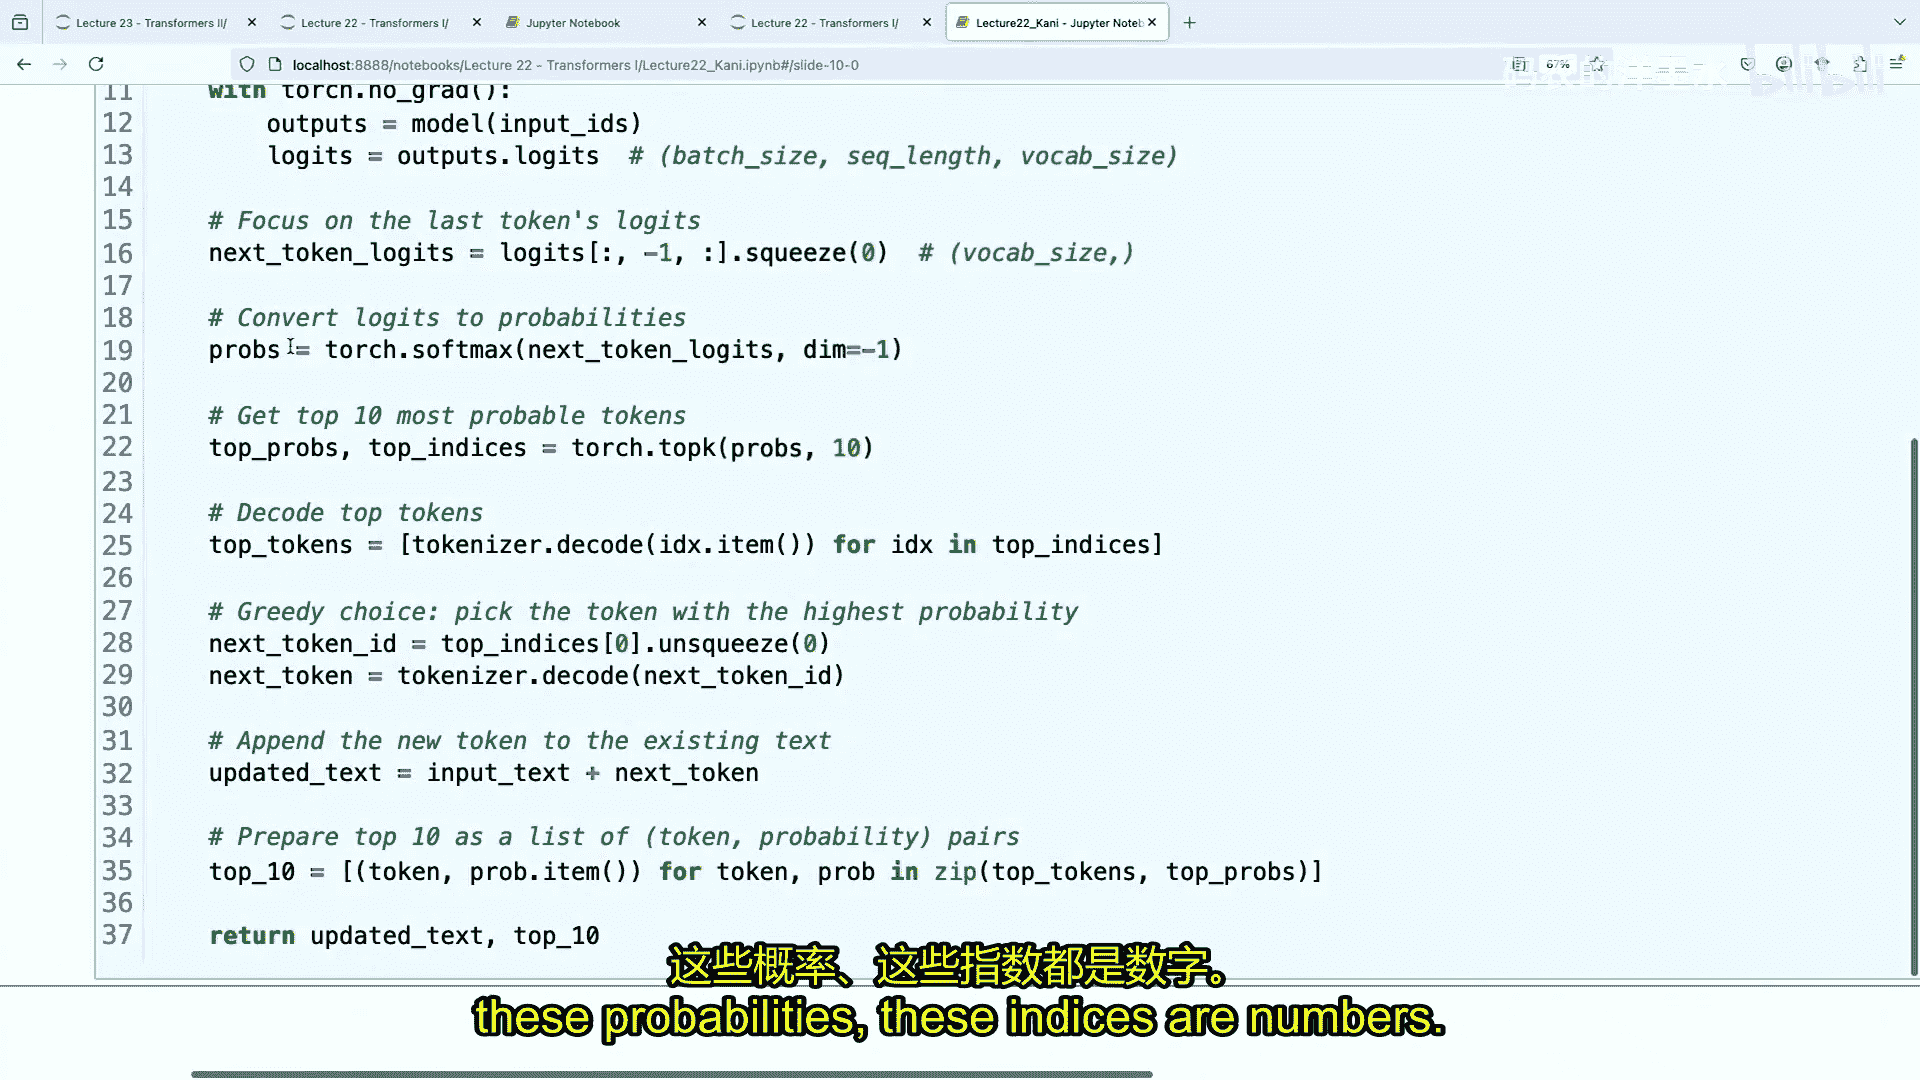 Lecture 23 - Transformers II/
Lecture 22 - Transformers I/
Jupyter Notebook
Lecture 22 - Transformers I/
Lecture22_Kani - Jupyter Noteb
localhost:8888/notebooks/Lecture 22 - Transformers I/Lecture22_Kani.ipynb#/slide-10-0
67%
bilibili
11 with torch.no_grad():
12 outputs = model(input_ids)
13 logits = outputs.logits # (batch_size, seq_length, vocab_size)
14
15 # Focus on the last token's logits
16 next_token_logits = logits[:, -1, :].squeeze(0) # (vocab_size,)
17
18 # Convert logits to probabilities
19 probs = torch.softmax(next_token_logits, dim=-1)
20
21 # Get top 10 most probable tokens
22 top_probs, top_indices = torch.topk(probs, 10)
23
24 # Decode top tokens
25 top_tokens = [tokenizer.decode(idx.item()) for idx in top_indices]
26
27 # Greedy choice: pick the token with the highest probability
28 next_token_id = top_indices[0].unsqueeze(0)
29 next_token = tokenizer.decode(next_token_id)
30
31 # Append the new token to the existing text
32 updated_text = input_text + next_token
33
34 # Prepare top 10 as a list of (token, probability) pairs
35 top_10 = [(token, prob.item()) for token, prob in zip(top_tokens, top_probs)]
36
37 return updated_text, top_10
这些概率、这些指数都是数字。
these probabilities, these indices are numbers.